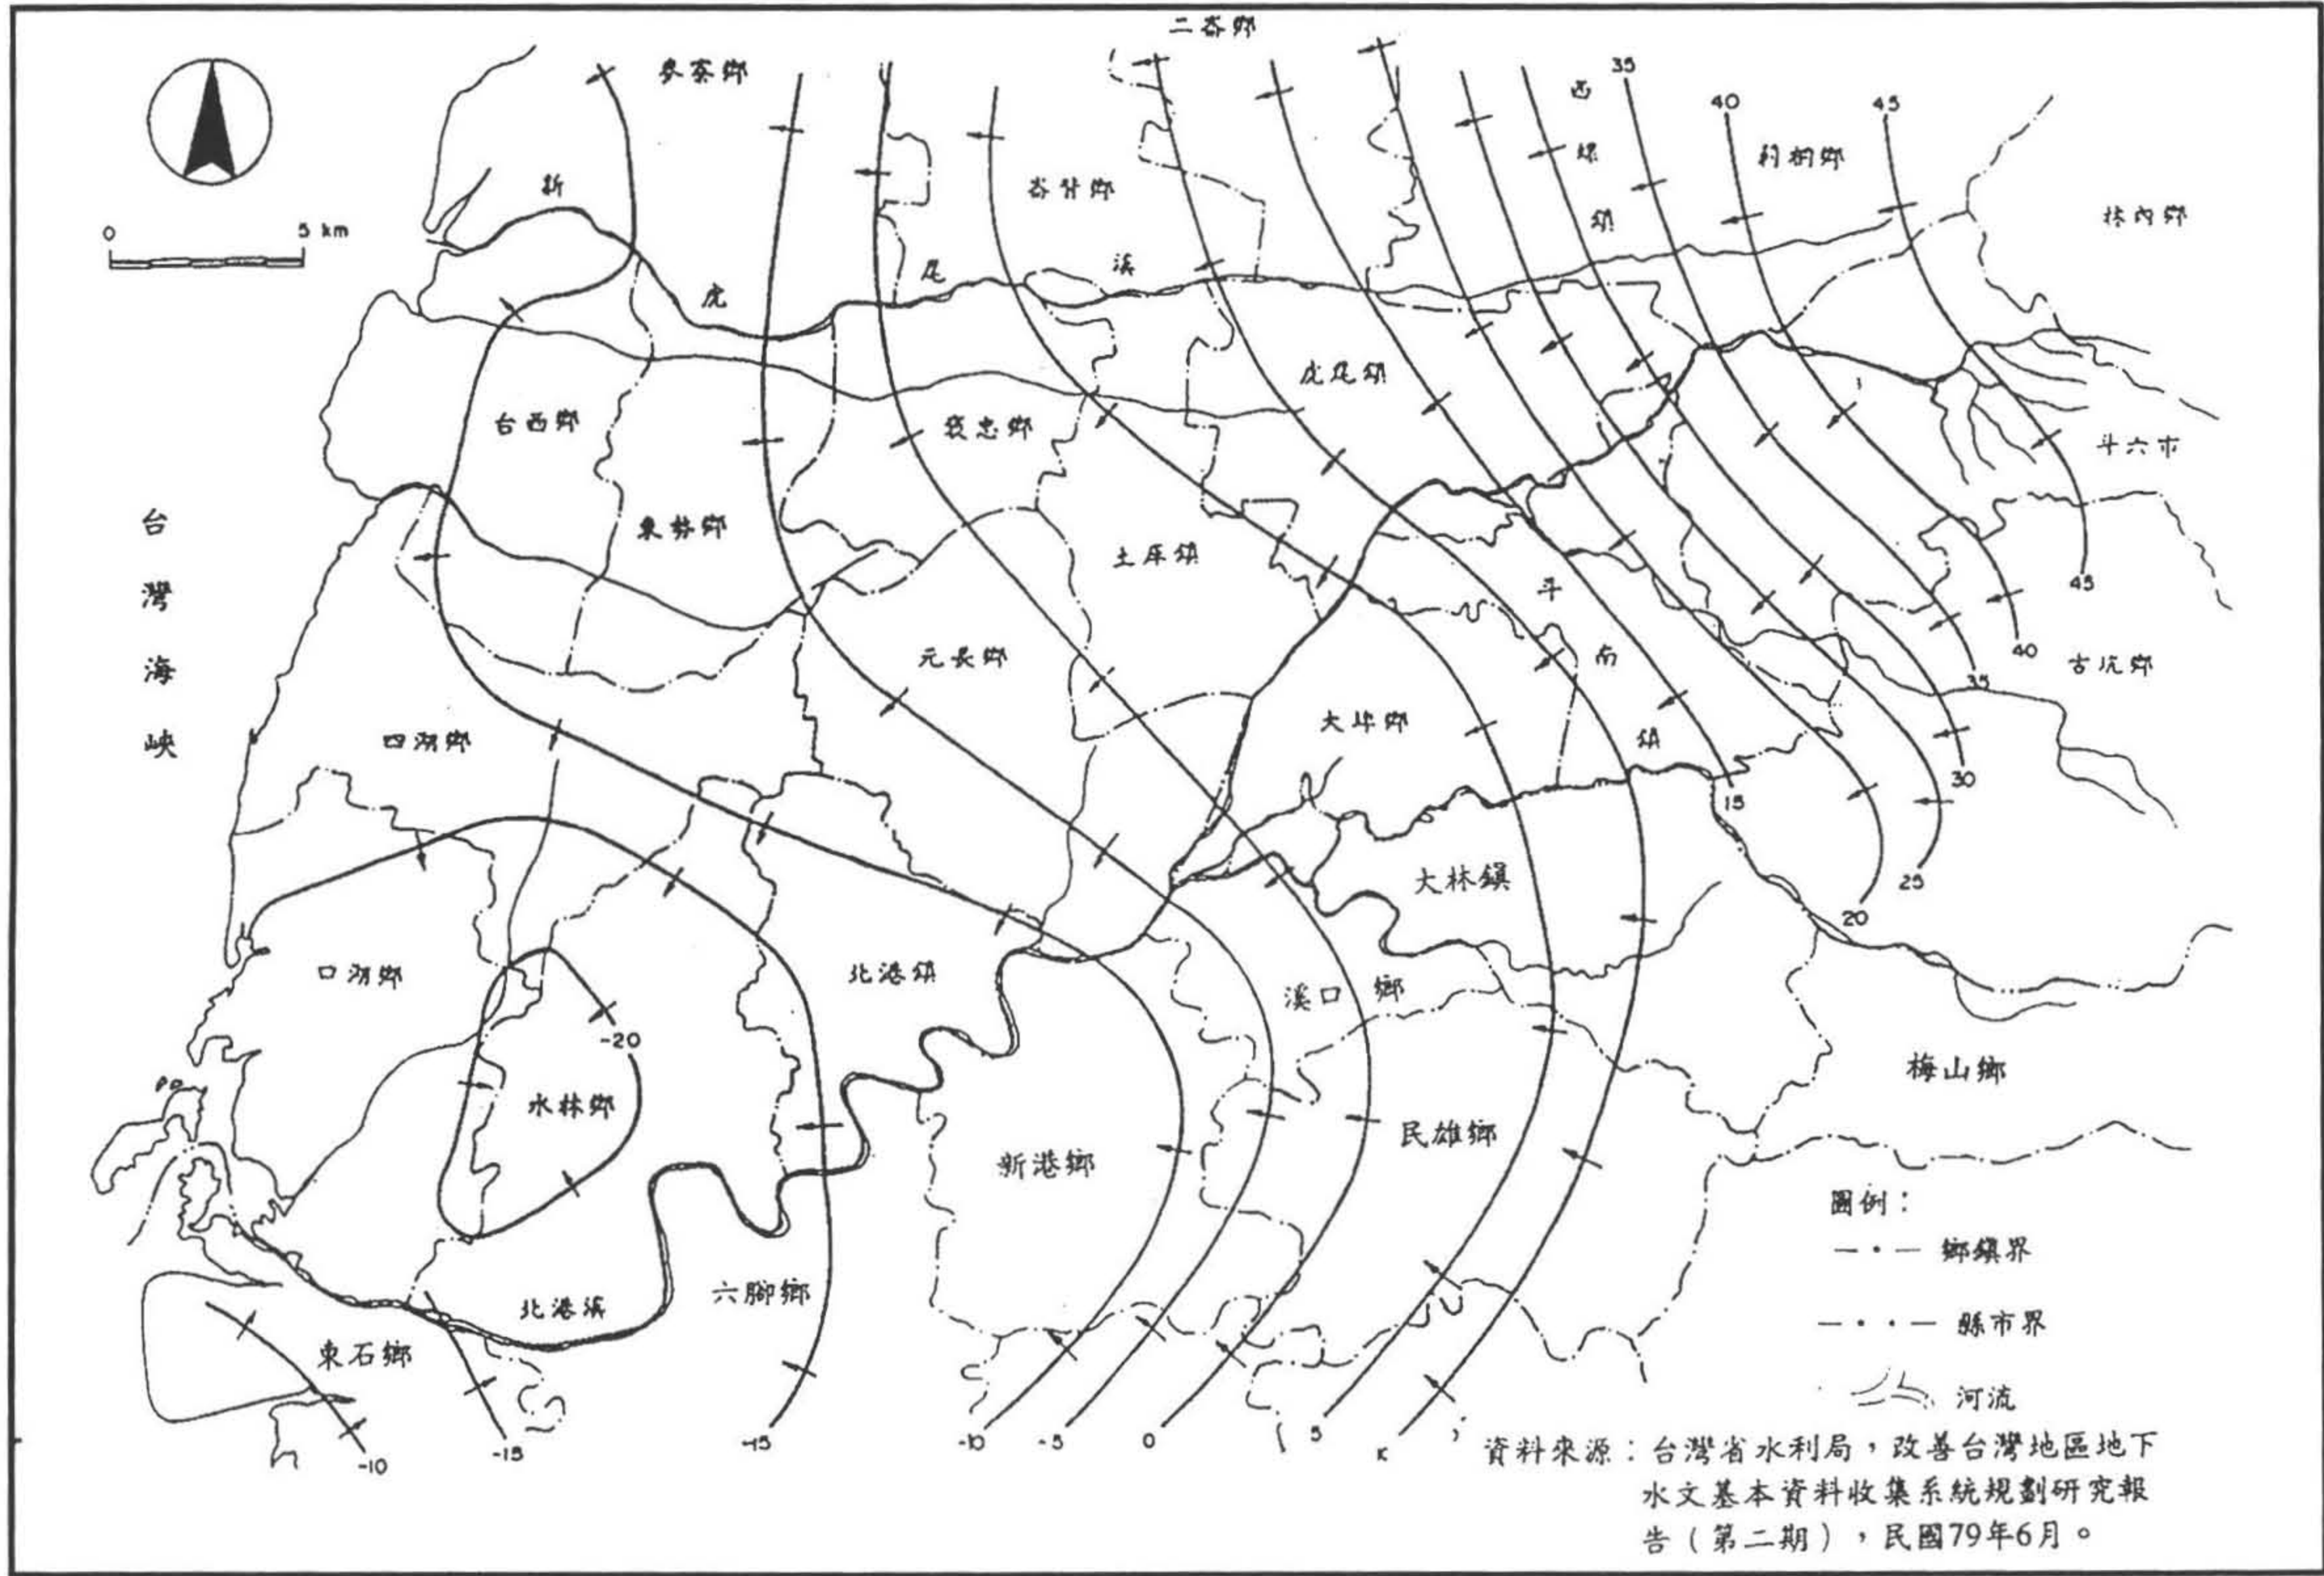 二崙鄉
麥寮鄉
西
螺
鎮
35
40
45
莿桐鄉
林內鄉
0
5 km
新
虎
尾
溪
崙背鄉
虎尾鎮
台西鄉
褒忠鄉
斗六市
東勢鄉
土庫鎮
台
灣
海
峽
斗
南
鎮
45
40
35
30
25
20
15
古坑鄉
元長鄉
大埤鄉
四湖鄉
大林鎮
口湖鄉
北港鎮
溪口鄉
-20
水林鄉
梅山鄉
民雄鄉
新港鄉
北港溪
六腳鄉
東石鄉
-10
-15
-15
-10
-5
0
5
圖例：
鄉鎮界
縣市界
河流
資料來源：台灣省水利局，改善台灣地區地下
水文基本資料收集系統規劃研究報
告（第二期），民國79年6月。